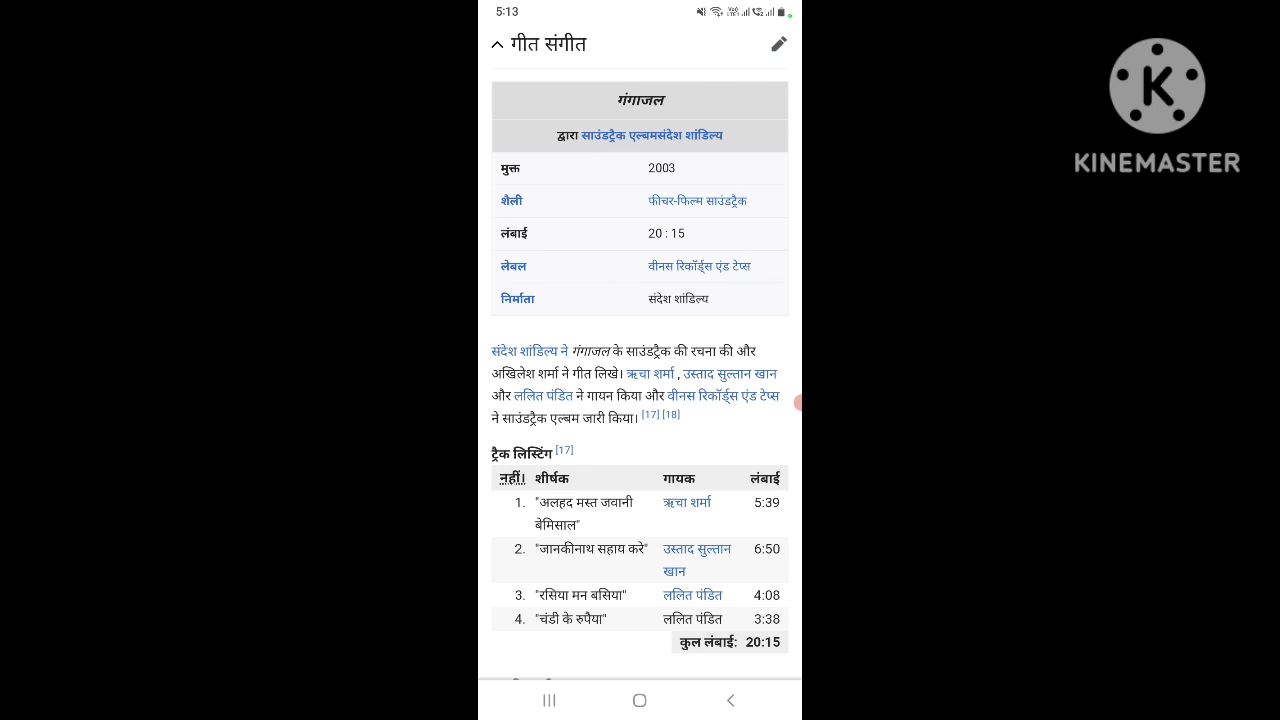 5:13
गीत संगीत
गंगाजल
द्वारा साउंडट्रैक एल्बमसंदेश शांडिल्य
मुक्त 2003
शैली फीचर-फिल्म साउंडट्रैक
लंबाई 20 : 15
लेबल वीनस रिकॉर्ड्स एंड टेप्स
निर्माता संदेश शांडिल्य
संदेश शांडिल्य ने गंगाजल के साउंडट्रैक की रचना की और
अखिलेश शर्मा ने गीत लिखे। ऋचा शर्मा , उस्ताद सुल्तान खान
और ललित पंडित ने गायन किया और वीनस रिकॉर्ड्स एंड टेप्स
ने साउंडट्रैक एल्बम जारी किया। [17] [18]
ट्रैक लिस्टिंग [17]
नहीं। शीर्षक गायक लंबाई
1. "अलहद मस्त जवानी ऋचा शर्मा 5:39
बेमिसाल"
2. "जानकीनाथ सहाय करे" उस्ताद सुल्तान 6:50
खान
3. "रसिया मन बसिया" ललित पंडित 4:08
4. "चंडी के रुपैया" ललित पंडित 3:38
कुल लंबाई: 20:15
K
KINEMASTER